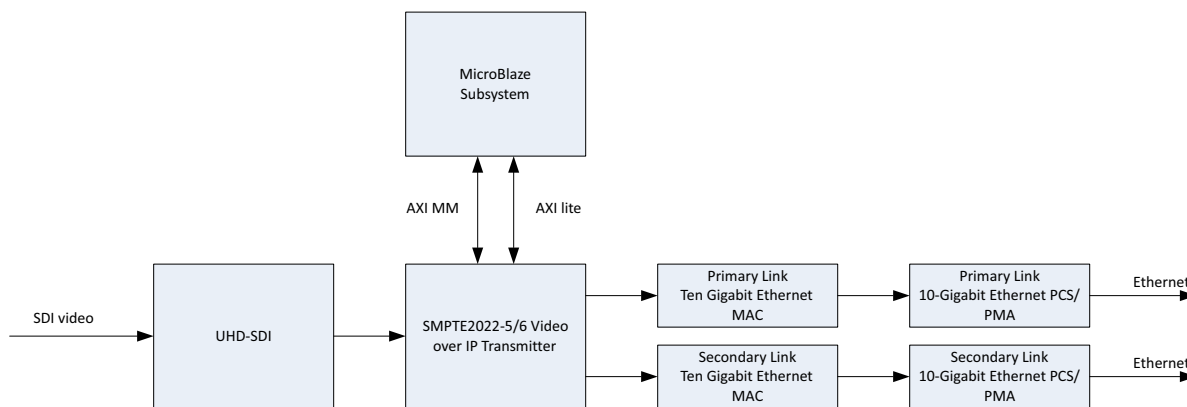 MicroBlaze
Subsystem
AXI MM
AXI lite
SDI video
UHD-SDI
SMPTE2022-5/6 Video
over IP Transmitter
Primary Link
Ten Gigabit Ethernet
MAC
Primary Link
10-Gigabit Ethernet PCS/
PMA
Ethernet
Secondary Link
Ten Gigabit Ethernet
MAC
Secondary Link
10-Gigabit Ethernet PCS/
PMA
Ethernet